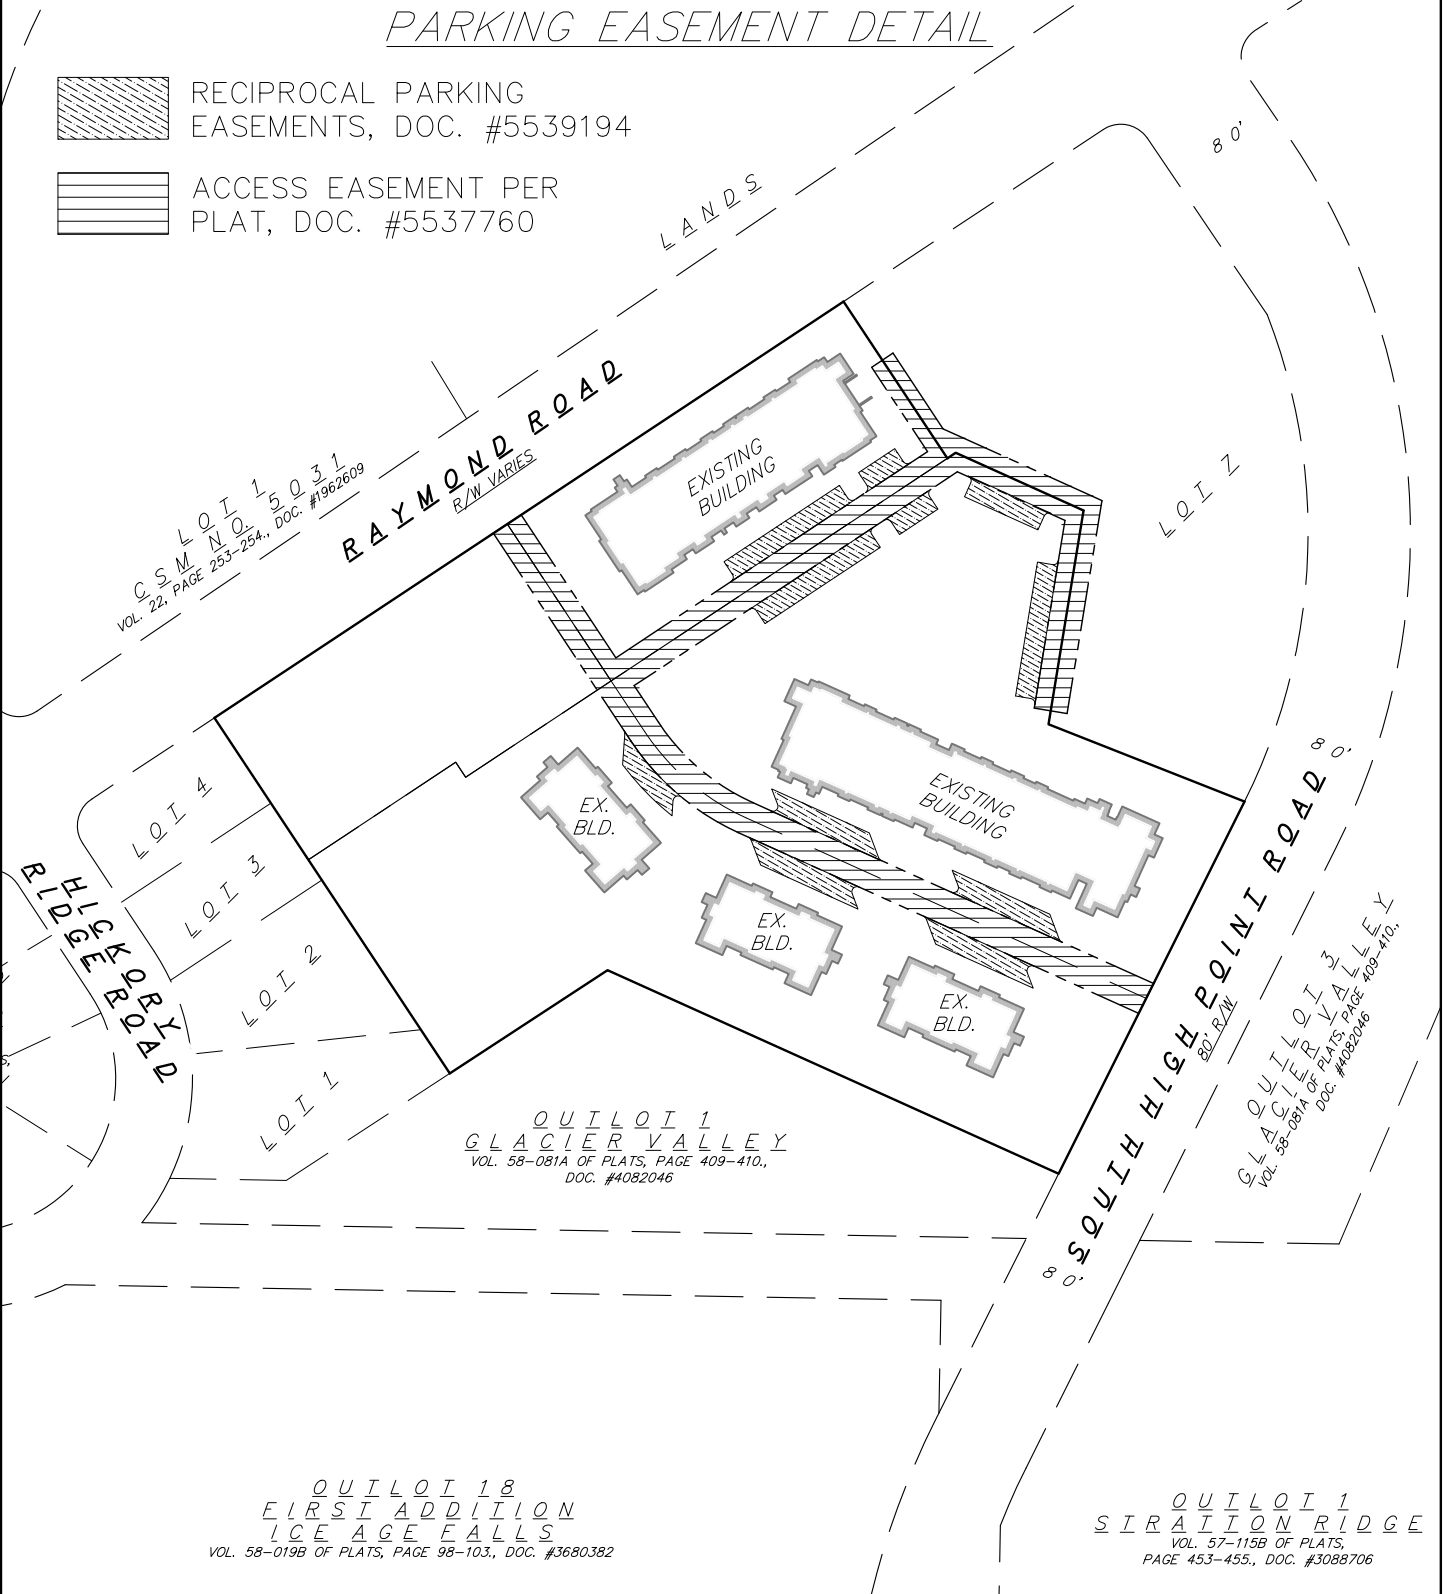 PARKING EASEMENT DETAIL
RECIPROCAL PARKING
EASEMENTS, DOC. #5539194
ACCESS EASEMENT PER
PLAT, DOC. #5537760
80'
LANDS
LOT 1
CSM NO. 5031
VOL. 22, PAGE 253-254., DOC. #1962609
RAYMOND ROAD
R/W VARIES
EXISTING
BUILDING
LOT 7
80'
EXISTING
BUILDING
EX.
BLD.
LOT 4
LOT 3
LOT 2
LOT 1
HICKORY
RIDGE ROAD
EX.
BLD.
EX.
BLD.
SOUTH HIGH POINT ROAD
80' R/W
OUTLOT 3
GLACIER VALLEY
VOL. 58-081A OF PLATS, PAGE 409-410.,
DOC. #4082046
OUTLOT 1
GLACIER VALLEY
VOL. 58-081A OF PLATS, PAGE 409-410.,
DOC. #4082046
80'
OUTLOT 18
FIRST ADDITION
ICE AGE FALLS
VOL. 58-019B OF PLATS, PAGE 98-103., DOC. #3680382
OUTLOT 1
STRATTON RIDGE
VOL. 57-115B OF PLATS,
PAGE 453-455., DOC. #3088706